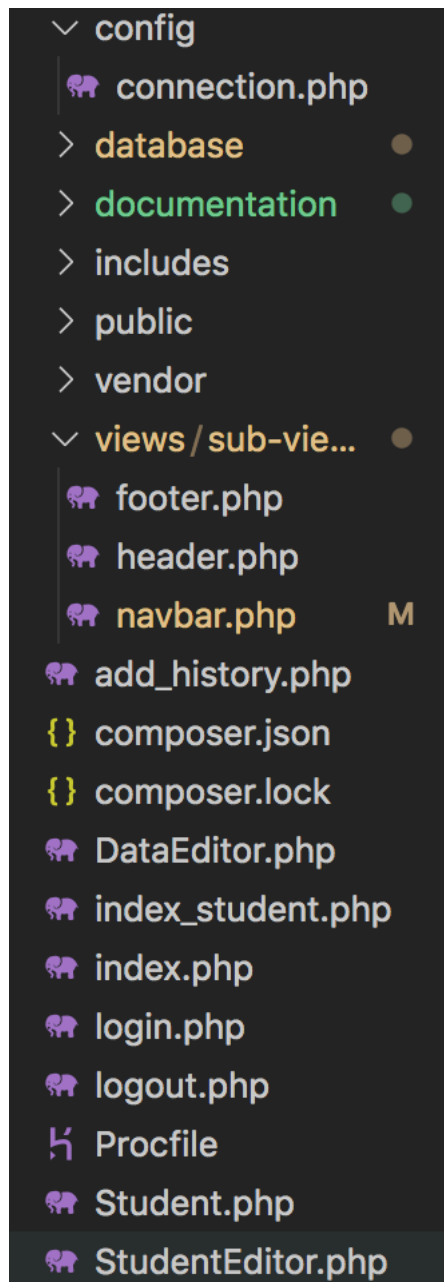 config
connection.php
database
documentation
includes
public
vendor
views/sub-vie...
footer.php
header.php
navbar.php M
add_history.php
{} composer.json
{} composer.lock
DataEditor.php
index_student.php
index.php
login.php
logout.php
Procfile
Student.php
StudentEditor.php